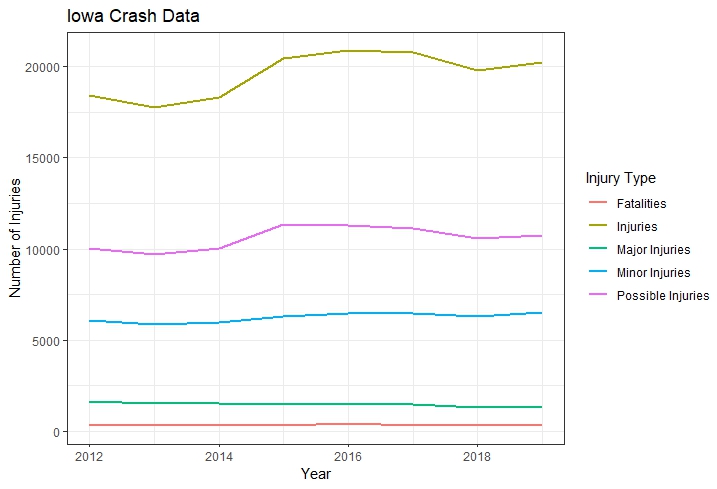 Iowa Crash Data
Number of Injuries
20000
15000
10000
5000
0
2012 2014 2016 2018
Year
Injury Type
Fatalities
Injuries
Major Injuries
Minor Injuries
Possible Injuries